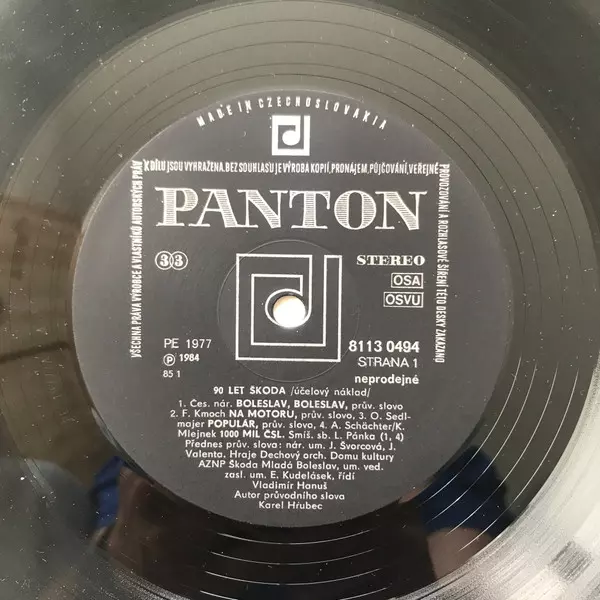 MADE IN CZECHOSLOVAKIA
VŠECHNA PRÁVA VÝROBCE A VLASTNÍKŮ AUTORSKÝCH PRÁV
K DÍLU JSOU VYHRAŽENA. BEZ SOUHLASU JE VÝROBA KOPIÍ, PRONÁJEM, PŮJČOVÁNÍ, VEŘEJNÉ
PROVOZOVÁNÍ A ROZHLASOVÉ ŠÍŘENÍ TÉTO DESKY ZAKÁZÁNO
PANTON
33
STEREO
OSA
OSVU
PE 1977
Ⓟ 1984
85 1
8113 0494
STRANA 1
neprodejné
90 LET ŠKODA /účelový náklad/
1. Čes. nár. BOLESLAV, BOLESLAV, prův. slovo
2. F. Kmoch NA MOTORU, prův. slovo, 3. O. Sedl-
majer POPULÁR, prův. slovo, 4. A. Schächter/K.
Mlejnek 1000 MIL ČSL. Smíš. sb. L. Pánka (1, 4)
Přednes prův. slova: nár. um. J. Švorcová, J.
Valenta. Hraje Dechový orch. Domu kultury
AZNP Škoda Mladá Boleslav, um. ved.
zasl. um. E. Kudelásek, řídí
Vladimír Hanuš
Autor průvodního slova
Karel Hrubec